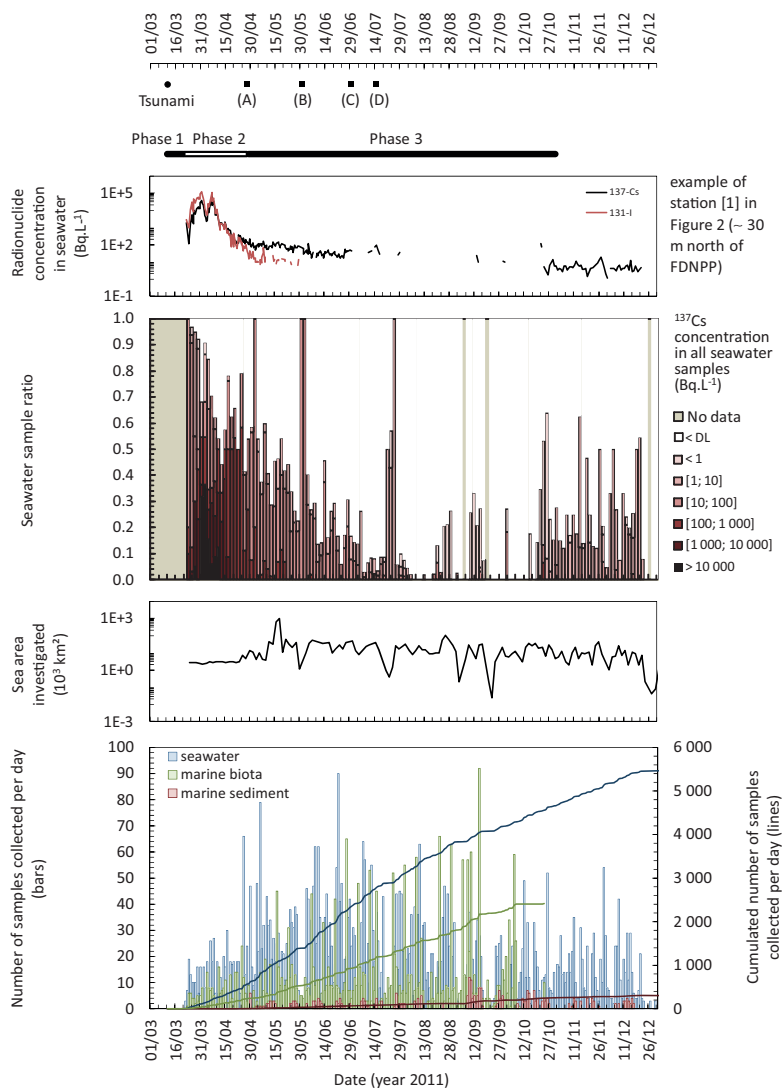 01/03 16/03 31/03 15/04 30/04 15/05 30/05 14/06 29/06 14/07 29/07 13/08 28/08 12/09 27/09 12/10 27/10 11/11 26/11 11/12 26/12
Tsunami (A) (B) (C) (D)
Phase 1 Phase 2 Phase 3
Radionuclide
concentration
in seawater
(Bq.L-1)
1E+5
1E+2
1E-1
137-Cs
131-I
example of
station [1] in
Figure 2 (~ 30
m north of
FDNPP)
Seawater sample ratio
1.0
0.9
0.8
0.7
0.6
0.5
0.4
0.3
0.2
0.1
0.0
137Cs
concentration
in all seawater
samples
(Bq.L-1)
No data
< DL
< 1
[1; 10]
[10; 100]
[100; 1 000]
[1 000; 10 000]
> 10 000
Sea area
investigated
(10³ km²)
1E+3
1E+0
1E-3
Number of samples collected per day
(bars)
100
90
80
70
60
50
40
30
20
10
0
seawater
marine biota
marine sediment
6 000
5 000
4 000
3 000
2 000
1 000
0
Cumulated number of samples
collected per day (lines)
01/03 16/03 31/03 15/04 30/04 15/05 30/05 14/06 29/06 14/07 29/07 13/08 28/08 12/09 27/09 12/10 27/10 11/11 26/11 11/12 26/12
Date (year 2011)